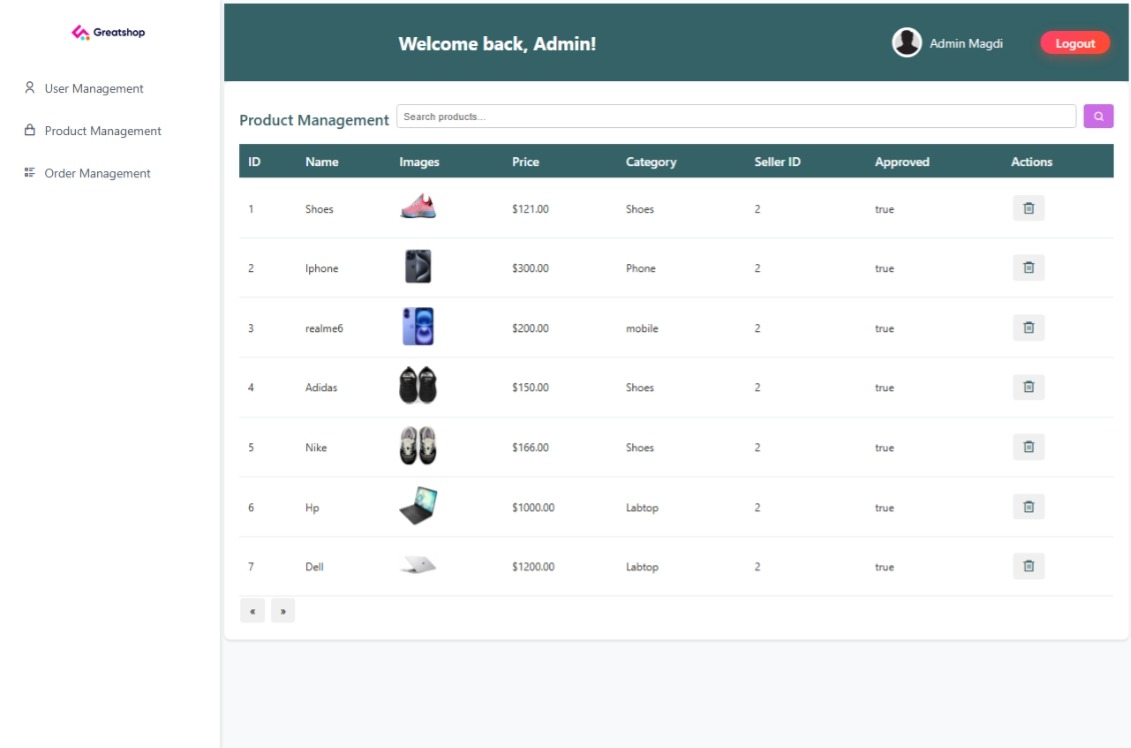 Greatshop
User Management
Product Management
Order Management
Welcome back, Admin!
Admin Magdi
Logout
Product Management
Search products...
ID Name Images Price Category Seller ID Approved Actions
1 Shoes $121.00 Shoes 2 true
2 Iphone $300.00 Phone 2 true
3 realme6 $200.00 mobile 2 true
4 Adidas $150.00 Shoes 2 true
5 Nike $166.00 Shoes 2 true
6 Hp $1000.00 Labtop 2 true
7 Dell $1200.00 Labtop 2 true
« »